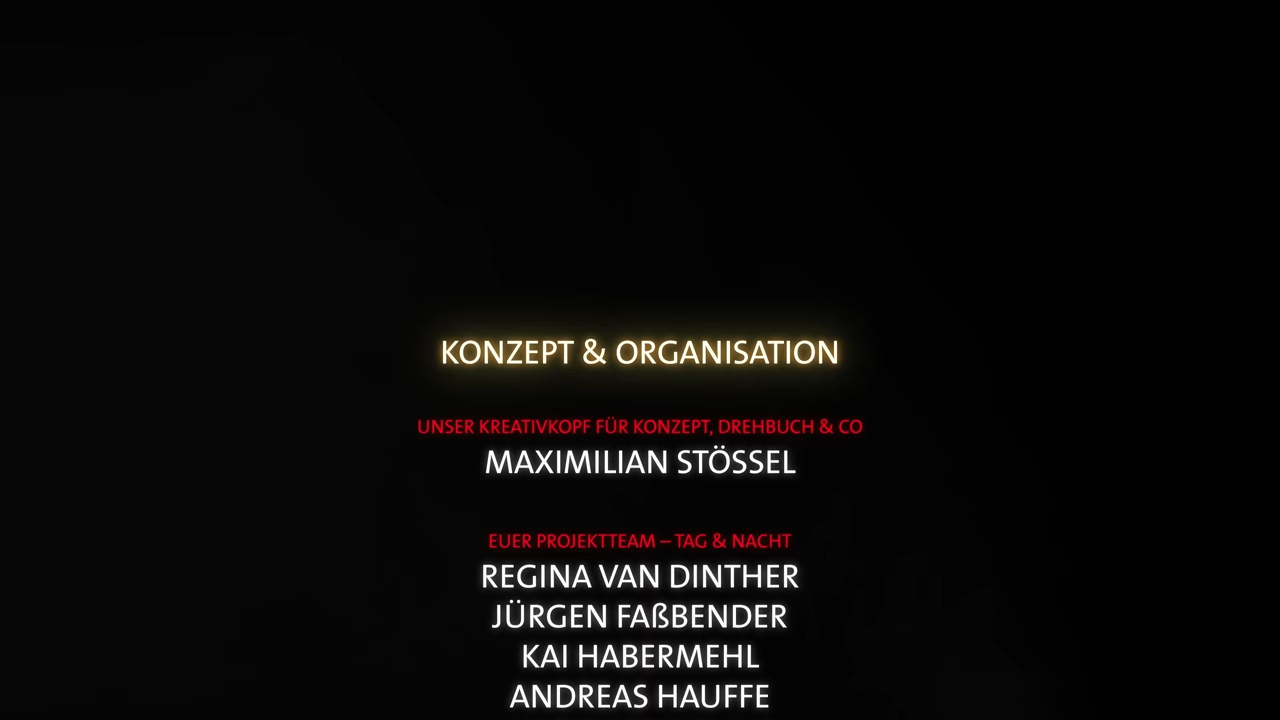 KONZEPT & ORGANISATION
UNSER KREATIVKOPF FÜR KONZEPT, DREHBUCH & CO
MAXIMILIAN STÖSSEL
EUER PROJEKTTEAM – TAG & NACHT
REGINA VAN DINTHER
JÜRGEN FAßBENDER
KAI HABERMEHL
ANDREAS HAUFFE